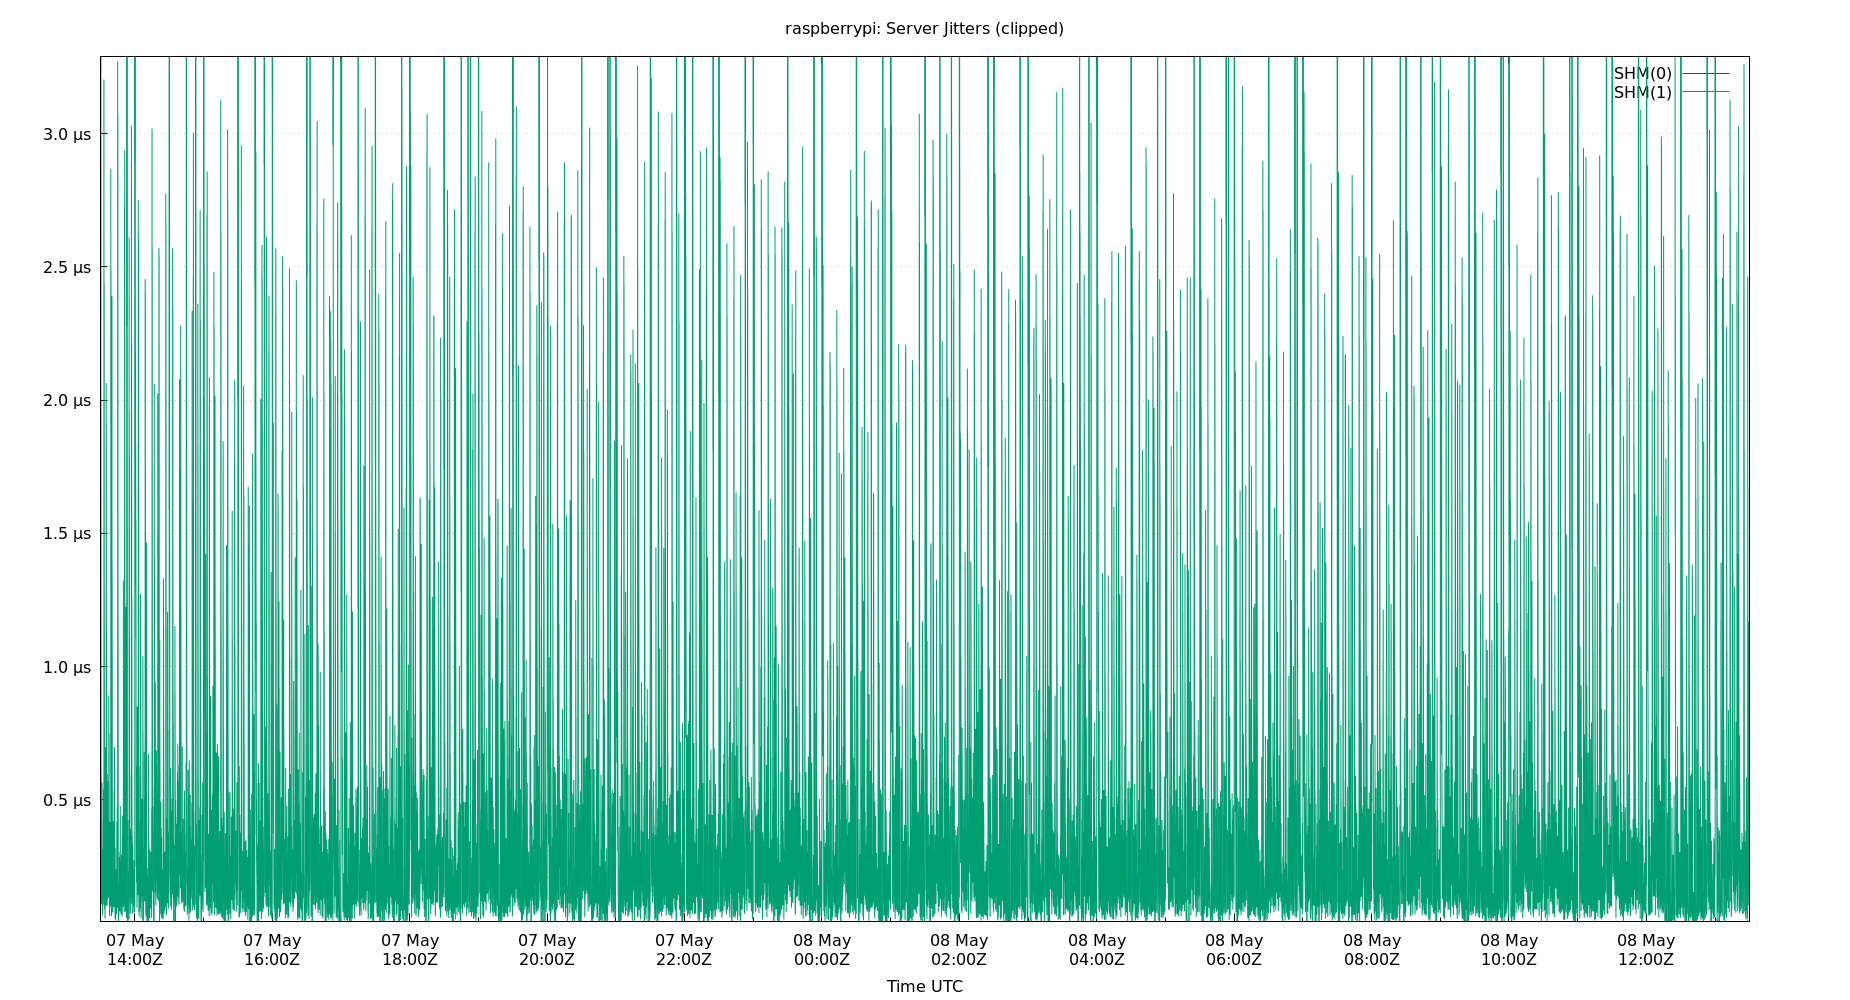 raspberrypi: Server Jitters (clipped)
SHM(0)
SHM(1)
3.0 µs
2.5 µs
2.0 µs
1.5 µs
1.0 µs
0.5 µs
07 May 07 May 07 May 07 May 07 May 08 May 08 May 08 May 08 May 08 May 08 May 08 May
14:00Z 16:00Z 18:00Z 20:00Z 22:00Z 00:00Z 02:00Z 04:00Z 06:00Z 08:00Z 10:00Z 12:00Z
Time UTC